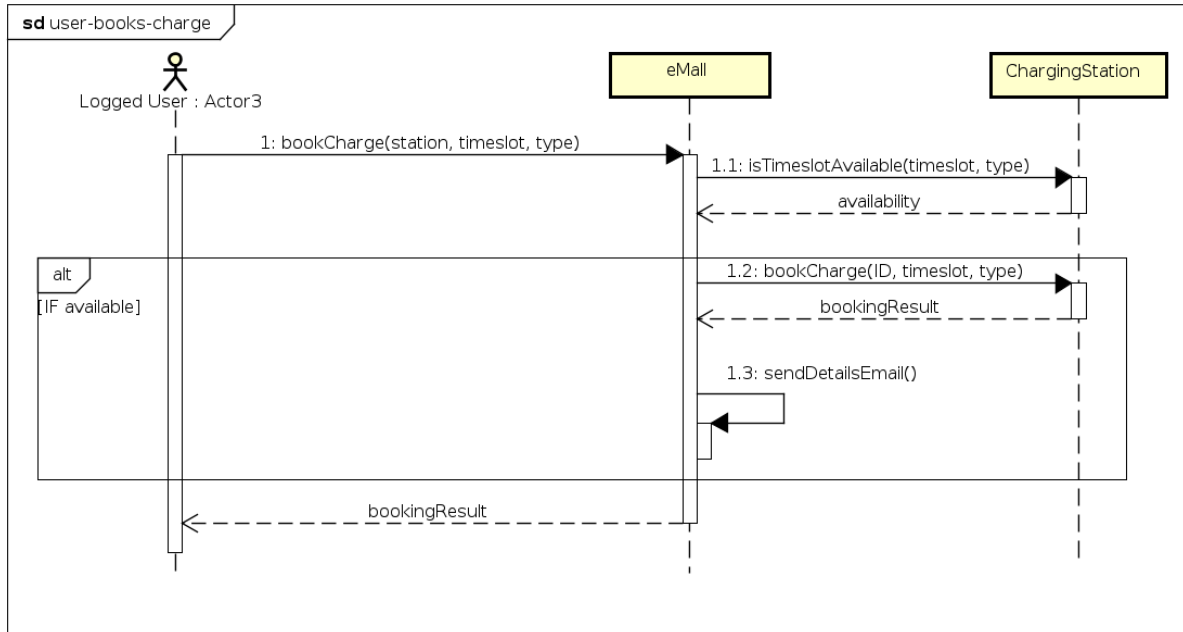 sd user-books-charge
Logged User : Actor3
eMall
ChargingStation
1: bookCharge(station, timeslot, type)
1.1: isTimeslotAvailable(timeslot, type)
availability
alt
[IF available]
1.2: bookCharge(ID, timeslot, type)
bookingResult
1.3: sendDetailsEmail()
bookingResult